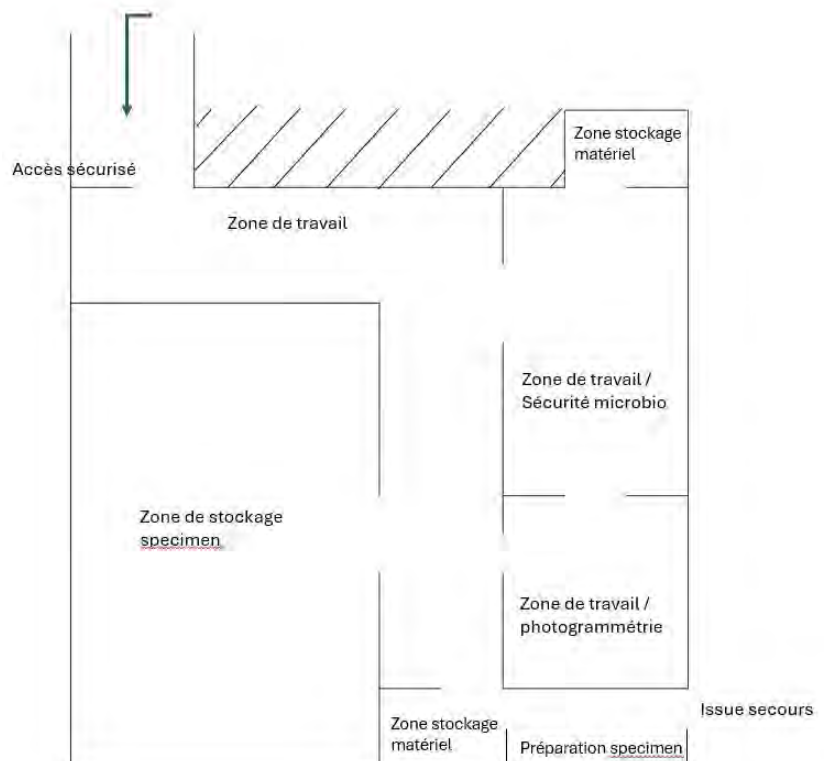 Zone stockage
matériel
Accès sécurisé
Zone de travail
Zone de travail /
Sécurité microbio
Zone de stockage
specimen
Zone de travail /
photogrammétrie
Issue secours
Zone stockage
matériel
Préparation specimen